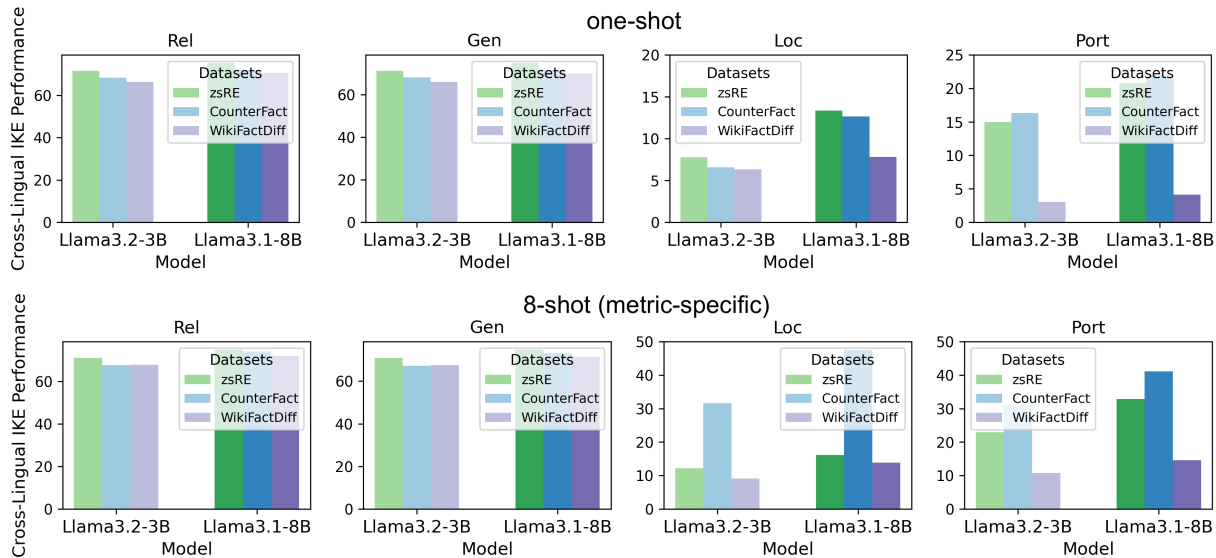 one-shot
Rel
Cross-Lingual IKE Performance
60
40
20
0
Datasets
zsRE
CounterFact
WikiFactDiff
Llama3.2-3B
Llama3.1-8B
Model
Gen
60
40
20
0
Datasets
zsRE
CounterFact
WikiFactDiff
Llama3.2-3B
Llama3.1-8B
Model
Loc
20
15
10
5
0
Datasets
zsRE
CounterFact
WikiFactDiff
Llama3.2-3B
Llama3.1-8B
Model
Port
25
20
15
10
5
0
Datasets
zsRE
CounterFact
WikiFactDiff
Llama3.2-3B
Llama3.1-8B
Model
8-shot (metric-specific)
Rel
Cross-Lingual IKE Performance
60
40
20
0
Datasets
zsRE
CounterFact
WikiFactDiff
Llama3.2-3B
Llama3.1-8B
Model
Gen
60
40
20
0
Datasets
zsRE
CounterFact
WikiFactDiff
Llama3.2-3B
Llama3.1-8B
Model
Loc
50
40
30
20
10
0
Datasets
zsRE
CounterFact
WikiFactDiff
Llama3.2-3B
Llama3.1-8B
Model
Port
50
40
30
20
10
0
Datasets
zsRE
CounterFact
WikiFactDiff
Llama3.2-3B
Llama3.1-8B
Model